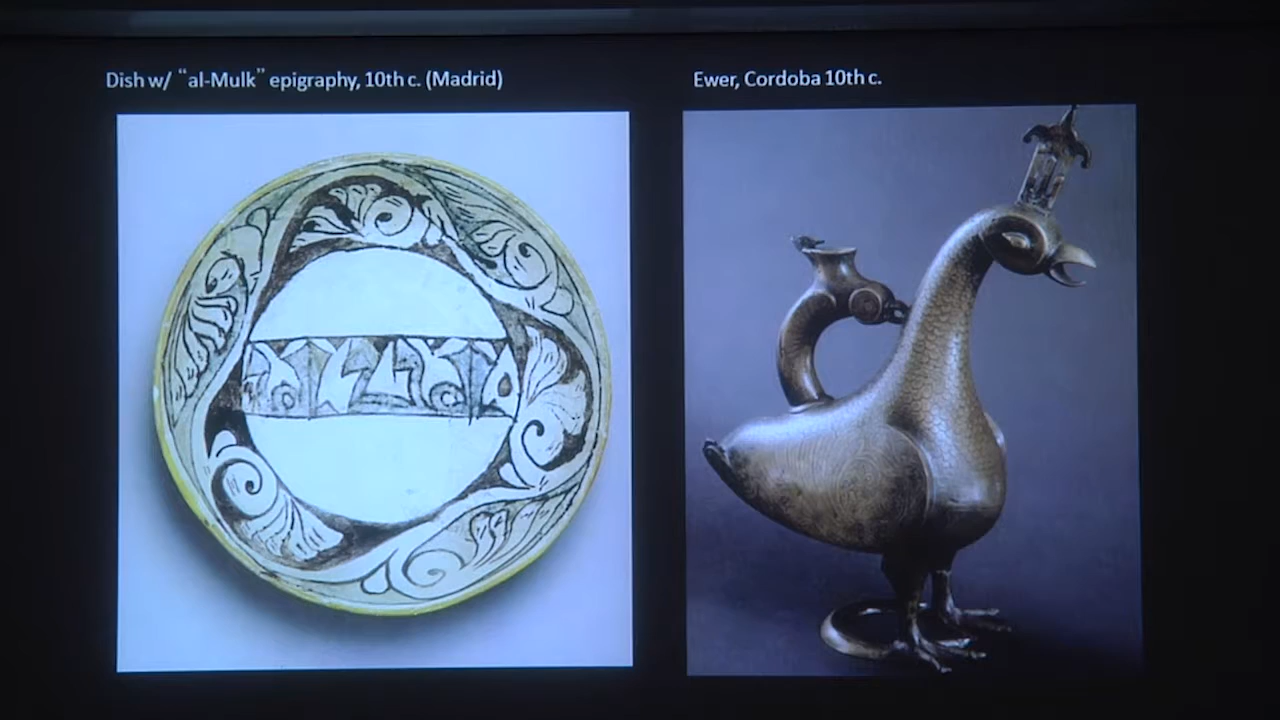 Dish w/ “al-Mulk” epigraphy, 10th c. (Madrid)
Ewer, Cordoba 10th c.